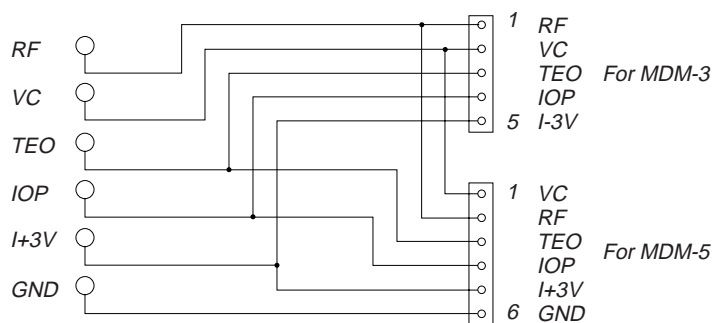 RF
VC
TEO
IOP
I+3V
GND
1 RF
VC
TEO For MDM-3
IOP
5 I-3V
1 VC
RF
TEO
IOP For MDM-5
I+3V
6 GND